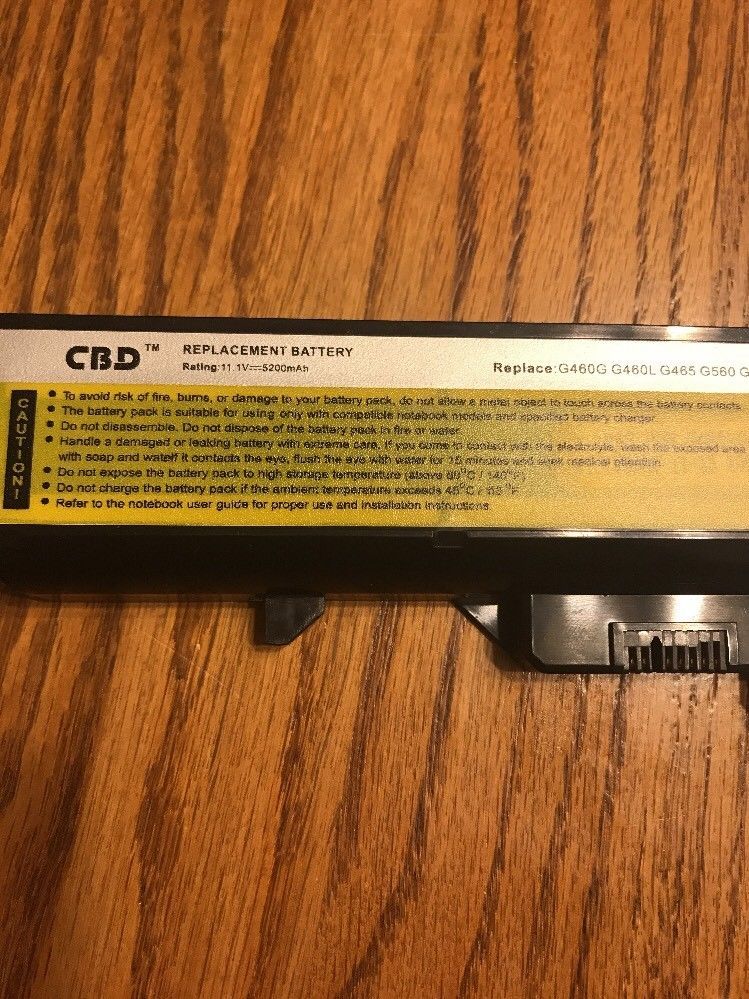 CBD™
REPLACEMENT BATTERY
Rating:11.1V⎓5200mAh
Replace:G460G G460L G465 G560 G
CAUTION!
• To avoid risk of fire, burns, or damage to your battery pack, do not allow a metal object to touch across the battery contacts.
• The battery pack is suitable for using only with compatible notebook models and specified battery charger.
• Do not disassemble. Do not dispose of the battery pack in fire or water.
• Handle a damaged or leaking battery with extreme care. If you come to contact with the electrolyte, wash the exposed area
with soap and waterif it contacts the eye, flush the eye with water for 15 minutes and seek medical attention.
• Do not expose the battery pack to high storage temperature (above 60°C / 140°F)
• Do not charge the battery pack if the ambient temperature exceeds 45°C /
• Refer to the notebook user guide for proper use and installation instructions.